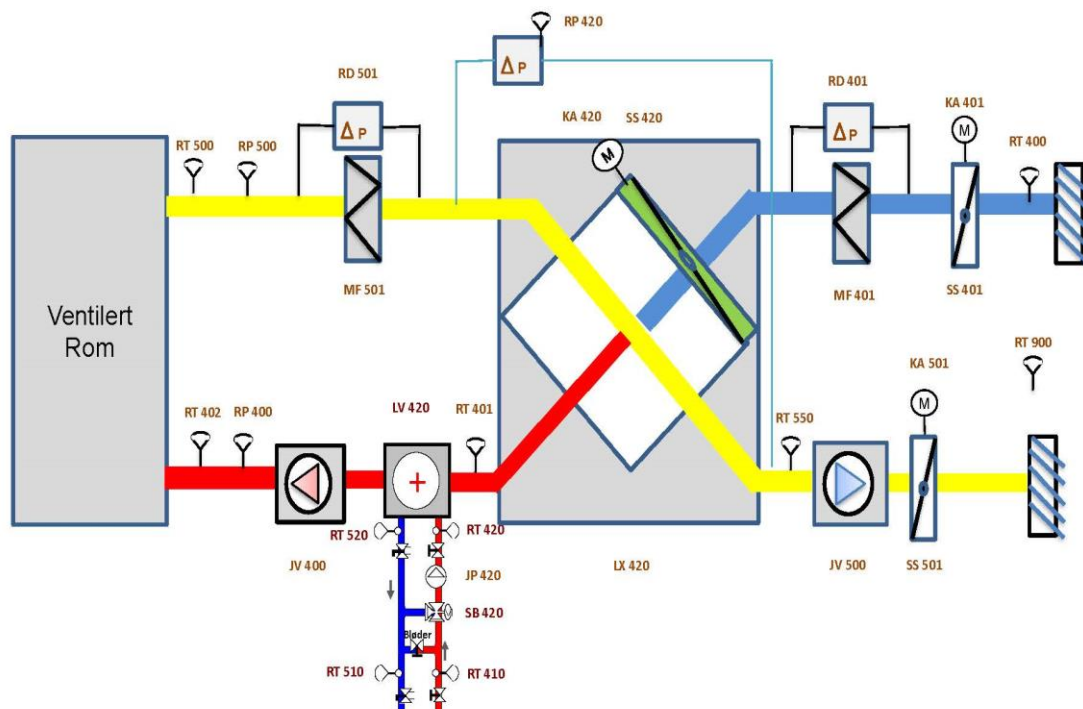 RP 420
Δ P
RD 501
RD 401
KA 420 SS 420
KA 401
Δ P
Δ P
M
RT 500
RP 500
M
RT 400
MF 501
MF 401
SS 401
Ventilert
Rom
RT 900
KA 501
RT 402
RP 400
LV 420
RT 401
RT 550
M
+
RT 520
RT 420
JV 400
JP 420
LX 420
JV 500
SS 501
SB 420
Bløder
RT 510
RT 410